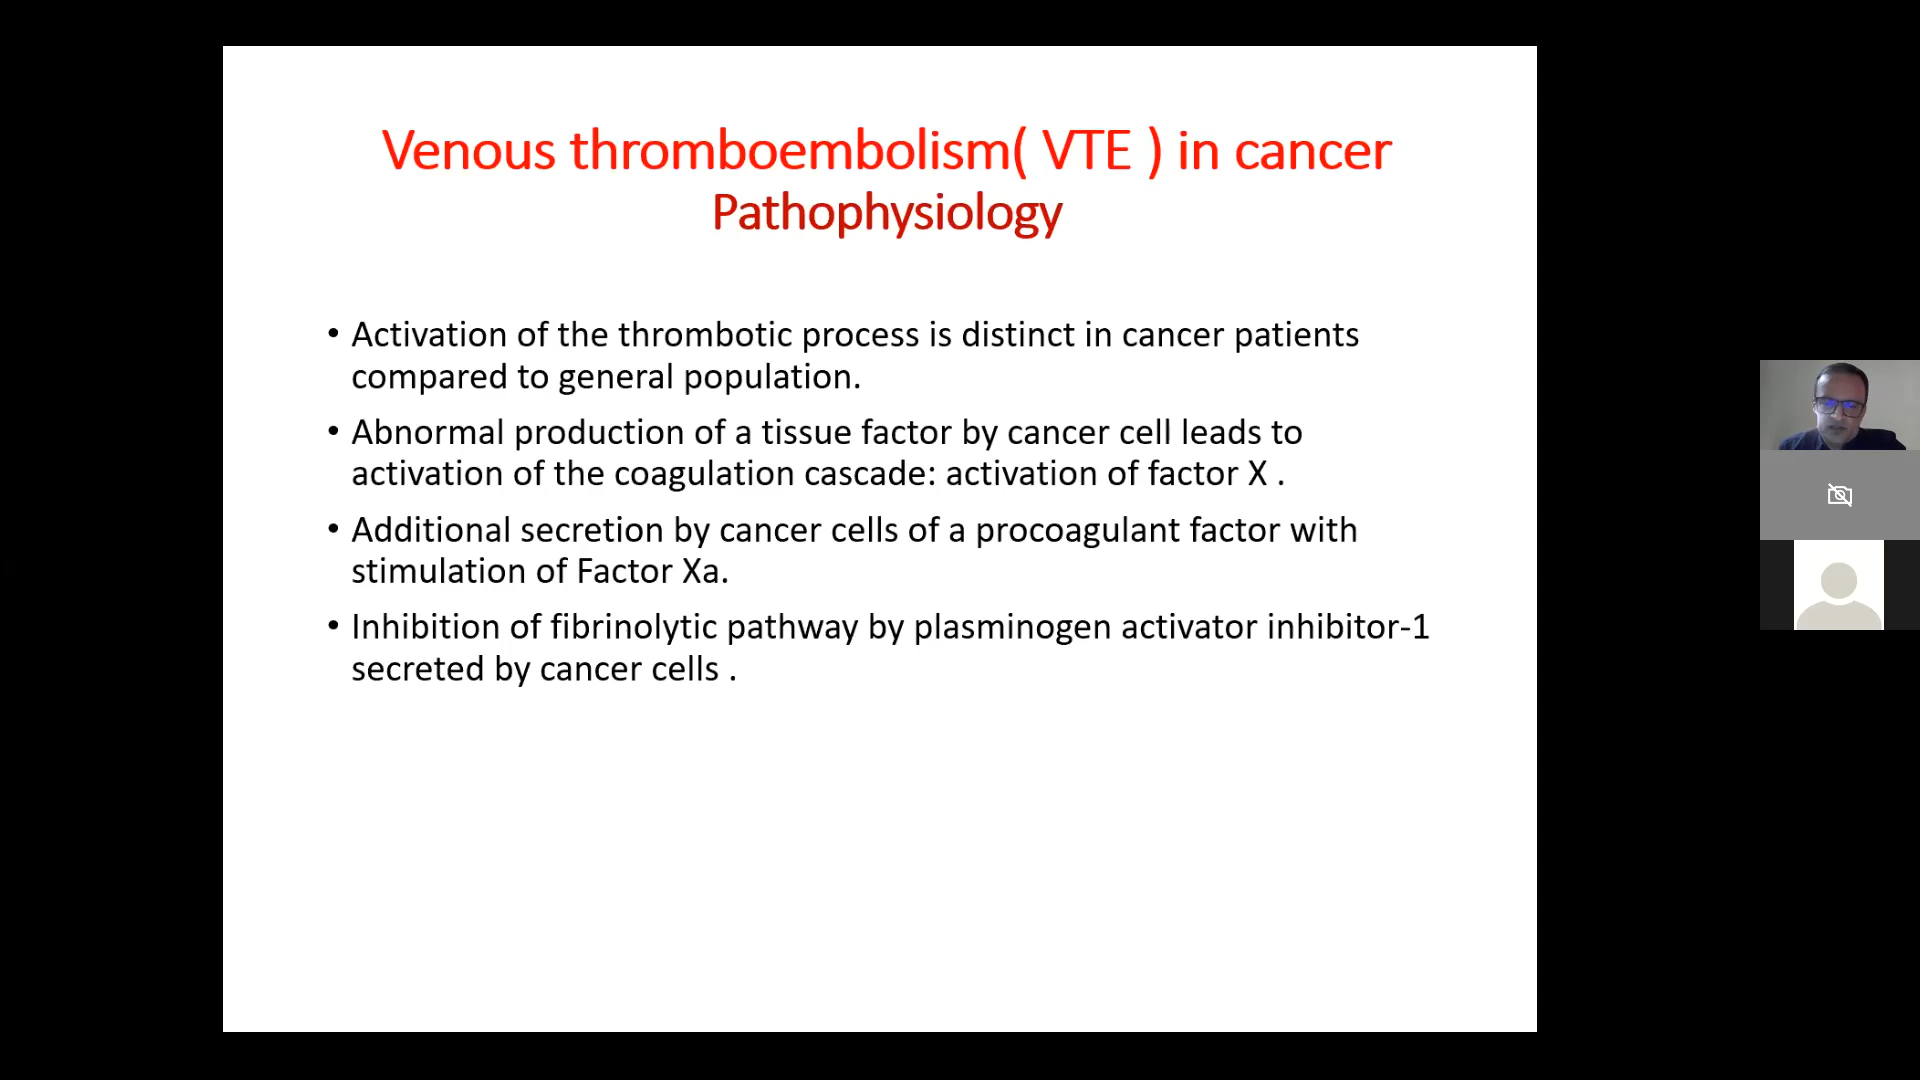 Venous thromboembolism( VTE ) in cancer
Pathophysiology
• Activation of the thrombotic process is distinct in cancer patients
compared to general population.
• Abnormal production of a tissue factor by cancer cell leads to
activation of the coagulation cascade: activation of factor X .
• Additional secretion by cancer cells of a procoagulant factor with
stimulation of Factor Xa.
• Inhibition of fibrinolytic pathway by plasminogen activator inhibitor-1
secreted by cancer cells .